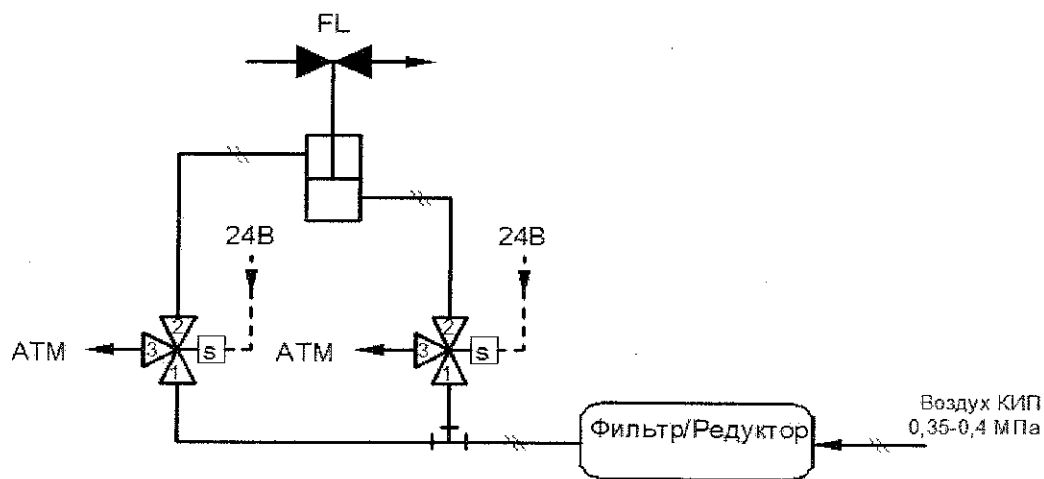 FL
24В
24В
2
2
АТМ
3
s
АТМ
3
s
1
1
Воздух КИП
0,35-0,4 МПа
Фильтр/Редуктор